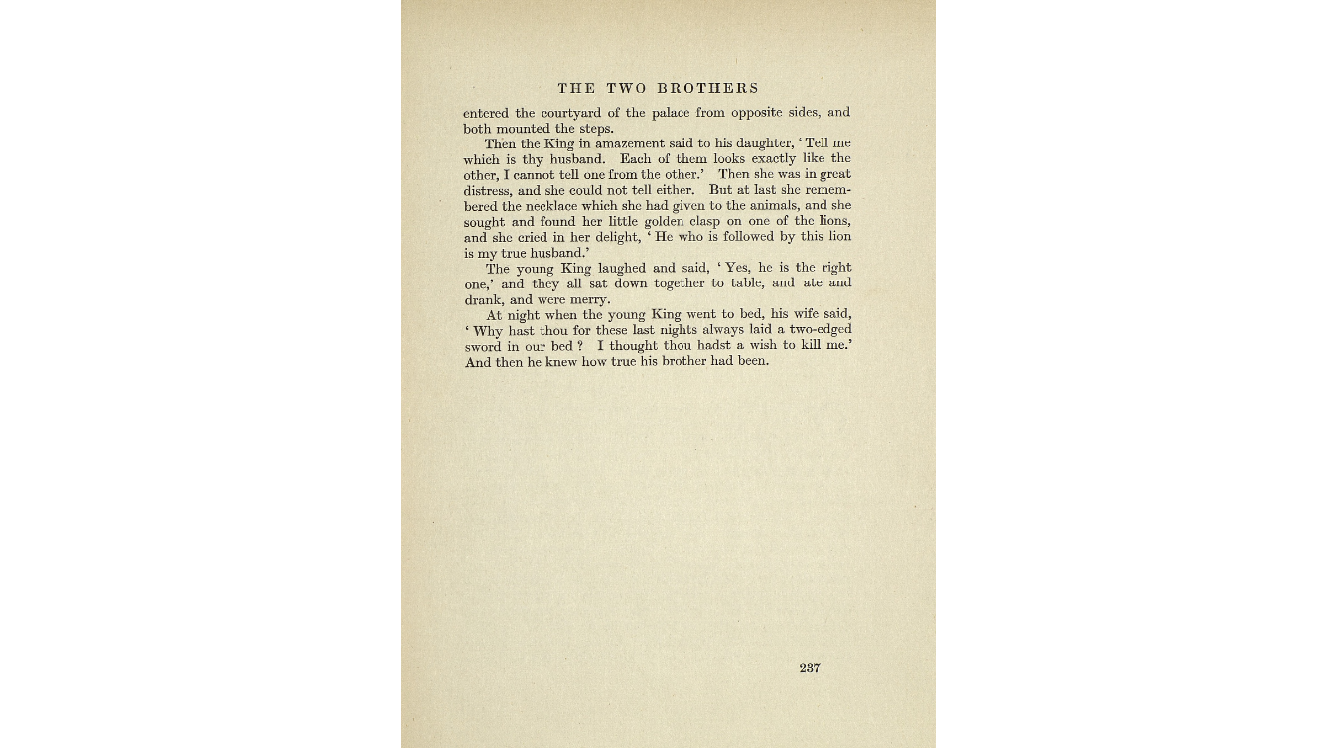 THE TWO BROTHERS
entered the courtyard of the palace from opposite sides, and
both mounted the steps.
Then the King in amazement said to his daughter, ‘ Tell me
which is thy husband. Each of them looks exactly like the
other, I cannot tell one from the other.’ Then she was in great
distress, and she could not tell either. But at last she remem-
bered the necklace which she had given to the animals, and she
sought and found her little golden clasp on one of the lions,
and she cried in her delight, ‘ He who is followed by this lion
is my true husband.’
The young King laughed and said, ‘ Yes, he is the right
one,’ and they all sat down together to table, and ate and
drank, and were merry.
At night when the young King went to bed, his wife said,
‘ Why hast thou for these last nights always laid a two-edged
sword in our bed ? I thought thou hadst a wish to kill me.’
And then he knew how true his brother had been.
237